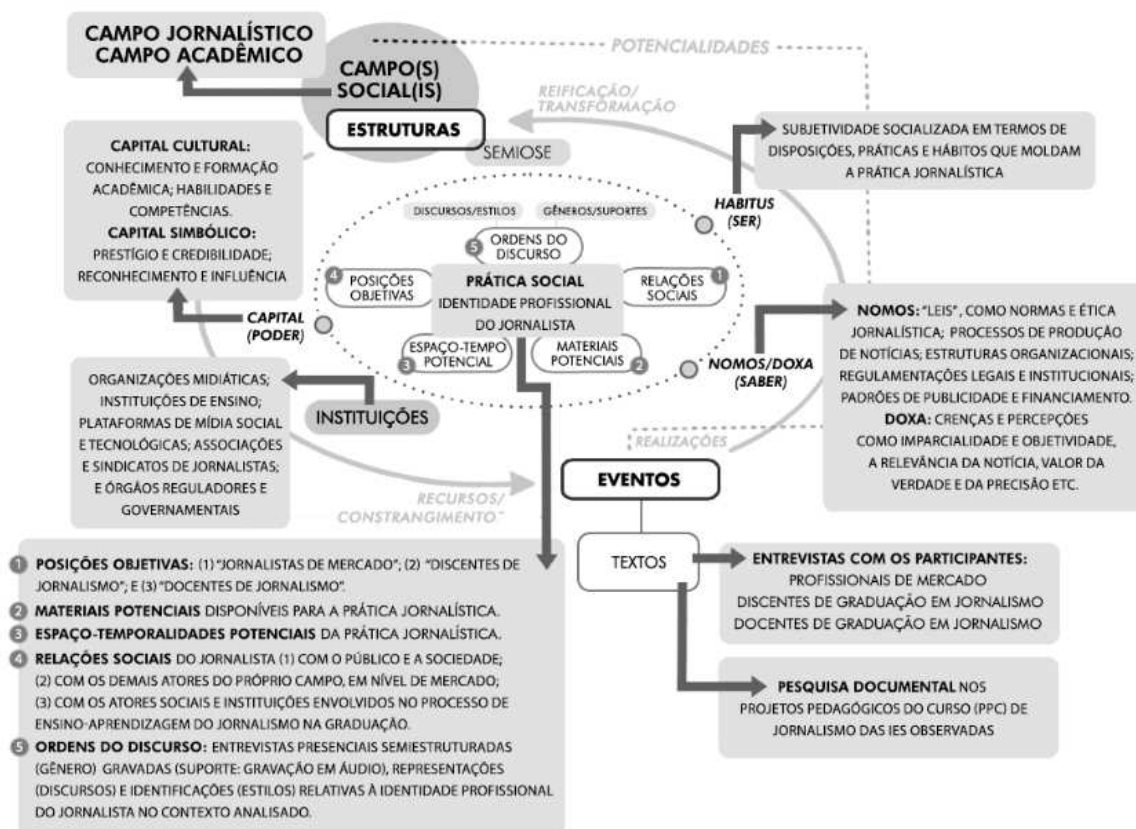 CAMPO JORNALÍSTICO
CAMPO ACADÊMICO
CAMPO(S)
SOCIAL(IS)
ESTRUTURAS
SEMIOSE
POTENCIALIDADES
REIFICAÇÃO/
TRANSFORMAÇÃO
CAPITAL CULTURAL:
CONHECIMENTO E FORMAÇÃO
ACADÊMICA; HABILIDADES E
COMPETÊNCIAS.
CAPITAL SIMBÓLICO:
PRESTÍGIO E CREDIBILIDADE;
RECONHECIMENTO E INFLUÊNCIA
SUBJETIVIDADE SOCIALIZADA EM TERMOS DE
DISPOSIÇÕES, PRÁTICAS E HÁBITOS QUE MOLDAM
A PRÁTICA JORNALÍSTICA
HABITUS
(SER)
DISCURSOS/ESTILOS
GÊNEROS/SUPORTES
5 ORDENS DO
DISCURSO
4 POSIÇÕES
OBJETIVAS
PRÁTICA SOCIAL
IDENTIDADE PROFISSIONAL
DO JORNALISTA
RELAÇÕES 1
SOCIAIS
ESPAÇO-TEMPO
3 POTENCIAL
MATERIAIS
POTENCIAIS 2
CAPITAL
(PODER)
NOMOS/DOXA
(SABER)
NOMOS: "LEIS", COMO NORMAS E ÉTICA
JORNALÍSTICA; PROCESSOS DE PRODUÇÃO
DE NOTÍCIAS; ESTRUTURAS ORGANIZACIONAIS;
REGULAMENTAÇÕES LEGAIS E INSTITUCIONAIS;
PADRÕES DE PUBLICIDADE E FINANCIAMENTO.
DOXA: CRENÇAS E PERCEPÇÕES
COMO IMPARCIALIDADE E OBJETIVIDADE,
A RELEVÂNCIA DA NOTÍCIA, VALOR DA
VERDADE E DA PRECISÃO ETC.
ORGANIZAÇÕES MIDIÁTICAS;
INSTITUIÇÕES DE ENSINO;
PLATAFORMAS DE MÍDIA SOCIAL
E TECNOLÓGICAS; ASSOCIAÇÕES
E SINDICATOS DE JORNALISTAS;
E ÓRGÃOS REGULADORES E
GOVERNAMENTAIS
INSTITUIÇÕES
REALIZAÇÕES
RECURSOS/
CONSTRANGIMENTO
EVENTOS
TEXTOS
ENTREVISTAS COM OS PARTICIPANTES:
PROFISSIONAIS DE MERCADO
DISCENTES DE GRADUAÇÃO EM JORNALISMO
DOCENTES DE GRADUAÇÃO EM JORNALISMO
PESQUISA DOCUMENTAL NOS
PROJETOS PEDAGÓGICOS DO CURSO (PPC) DE
JORNALISMO DAS IES OBSERVADAS
1 POSIÇÕES OBJETIVAS: (1) "JORNALISTAS DE MERCADO"; (2) "DISCENTES DE
JORNALISMO"; E (3) "DOCENTES DE JORNALISMO".
2 MATERIAIS POTENCIAIS DISPONÍVEIS PARA A PRÁTICA JORNALÍSTICA.
3 ESPAÇO-TEMPORALIDADES POTENCIAIS DA PRÁTICA JORNALÍSTICA.
4 RELAÇÕES SOCIAIS DO JORNALISTA (1) COM O PÚBLICO E A SOCIEDADE;
(2) COM OS DEMAIS ATORES DO PRÓPRIO CAMPO, EM NÍVEL DE MERCADO;
(3) COM OS ATORES SOCIAIS E INSTITUIÇÕES ENVOLVIDOS NO PROCESSO DE
ENSINO-APRENDIZAGEM DO JORNALISMO NA GRADUAÇÃO.
5 ORDENS DO DISCURSO: ENTREVISTAS PRESENCIAIS SEMIESTRUTURADAS
(GÊNERO) GRAVADAS (SUPORTE: GRAVAÇÃO EM ÁUDIO), REPRESENTAÇÕES
(DISCURSOS) E IDENTIFICAÇÕES (ESTILOS) RELATIVAS À IDENTIDADE PROFISSIONAL
DO JORNALISTA NO CONTEXTO ANALISADO.